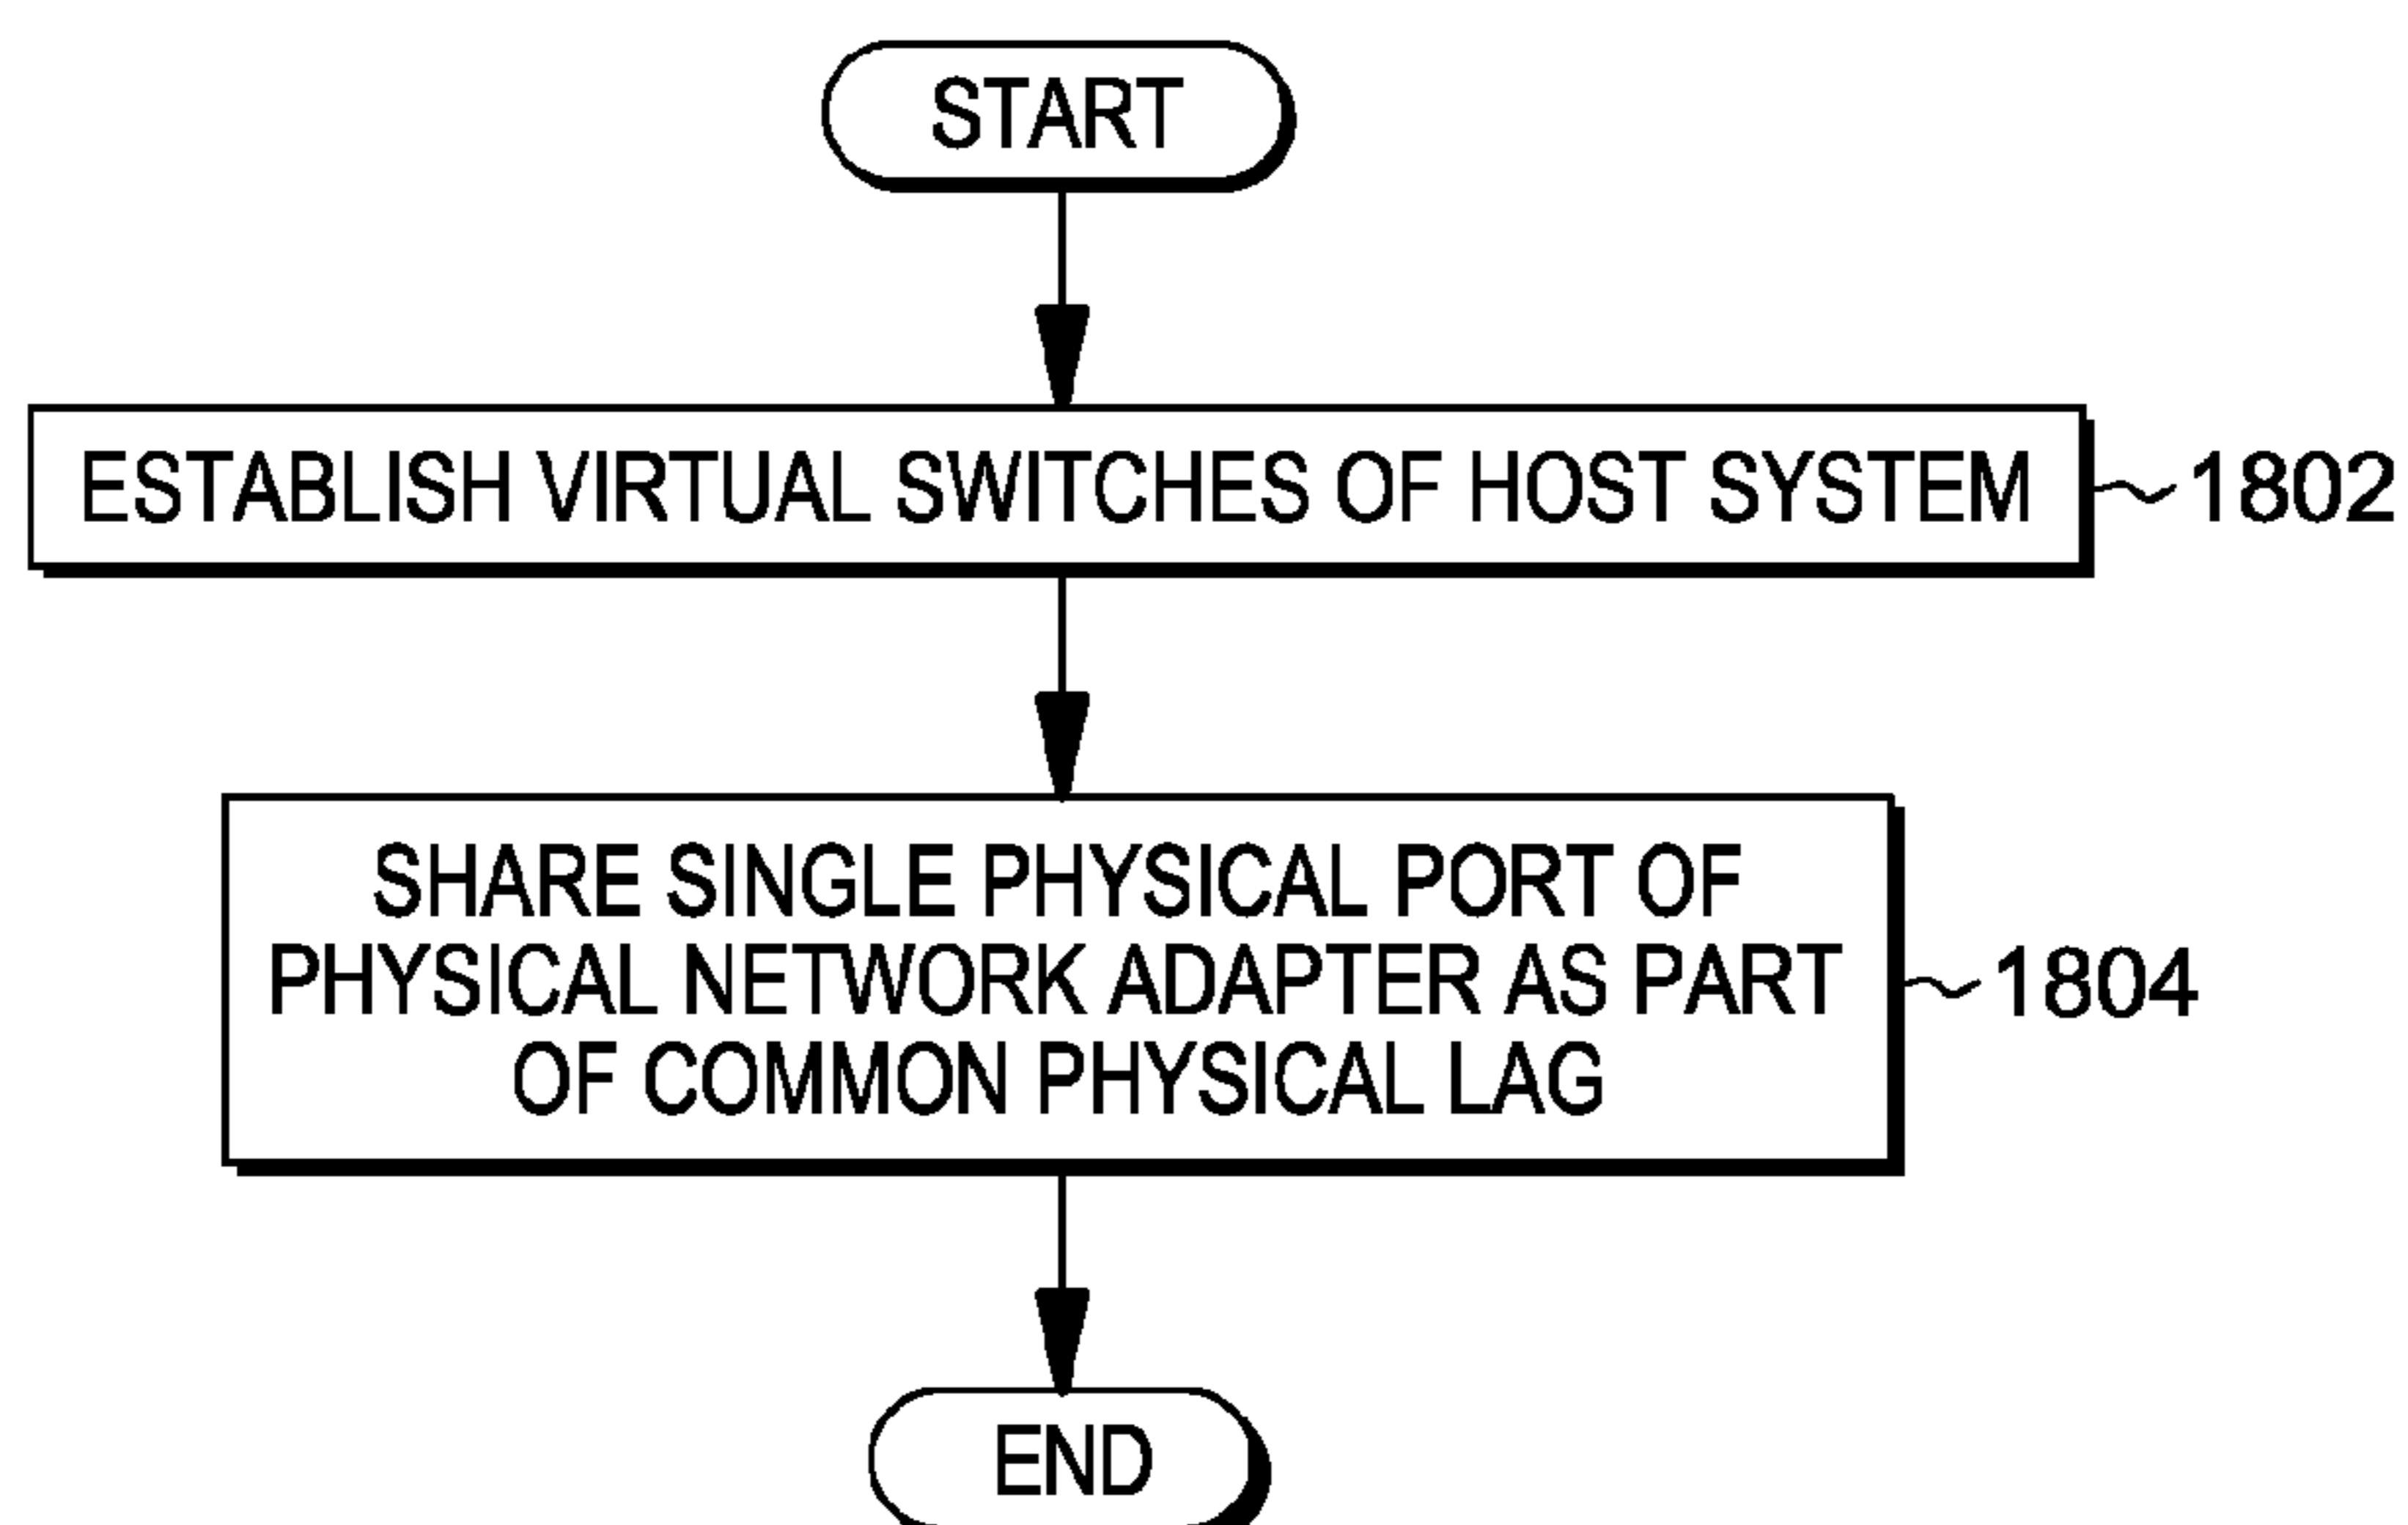 START
ESTABLISH VIRTUAL SWITCHES OF HOST SYSTEM
1802
SHARE SINGLE PHYSICAL PORT OF
PHYSICAL NETWORK ADAPTER AS PART
OF COMMON PHYSICAL LAG
1804
END